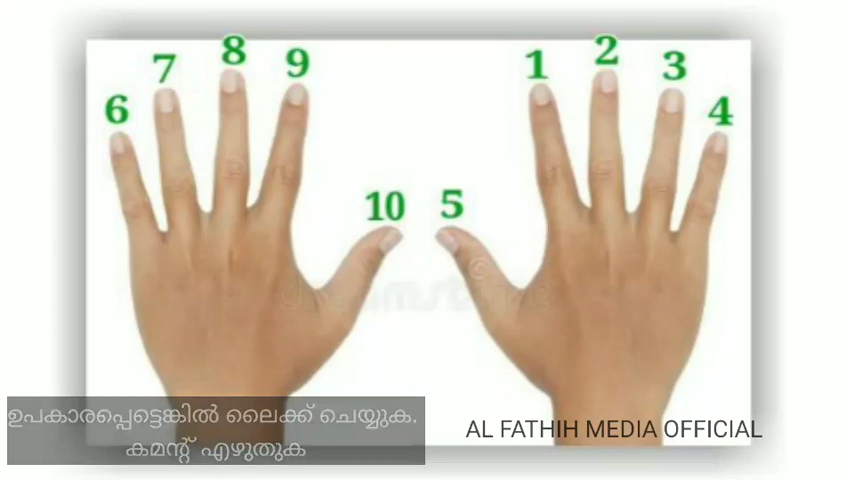 6 7 8 9 10 5 1 2 3 4
ഉപകാരപ്പെട്ടെങ്കിൽ ലൈക്ക് ചെയ്യുക,
കമന്റ് എഴുതുക
AL FATHIH MEDIA OFFICIAL